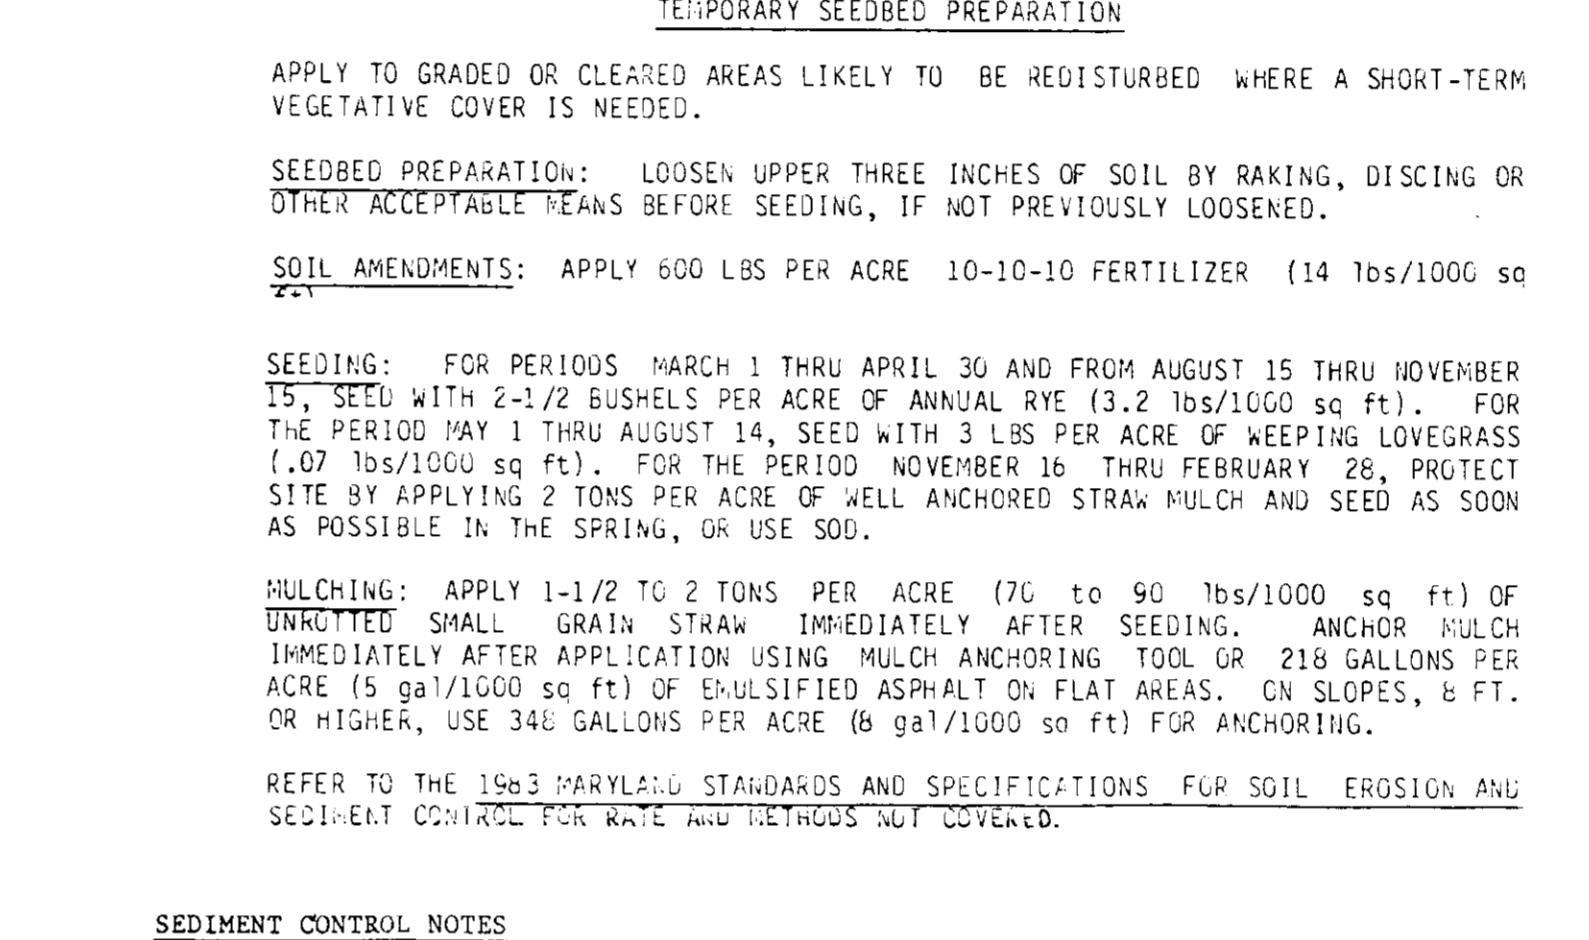 TEMPORARY SEEDBED PREPARATION
APPLY TO GRADED OR CLEARED AREAS LIKELY TO BE REDISTURBED WHERE A SHORT-TERM
VEGETATIVE COVER IS NEEDED.
SEEDBED PREPARATION: LOOSEN UPPER THREE INCHES OF SOIL BY RAKING, DISCING OR
OTHER ACCEPTABLE MEANS BEFORE SEEDING, IF NOT PREVIOUSLY LOOSENED.
SOIL AMENDMENTS: APPLY 600 LBS PER ACRE 10-10-10 FERTILIZER (14 lbs/1000 sq
ft)
SEEDING: FOR PERIODS MARCH 1 THRU APRIL 30 AND FROM AUGUST 15 THRU NOVEMBER
15, SEED WITH 2-1/2 BUSHELS PER ACRE OF ANNUAL RYE (3.2 lbs/1000 sq ft). FOR
THE PERIOD MAY 1 THRU AUGUST 14, SEED WITH 3 LBS PER ACRE OF WEEPING LOVEGRASS
(.07 lbs/1000 sq ft). FOR THE PERIOD NOVEMBER 16 THRU FEBRUARY 28, PROTECT
SITE BY APPLYING 2 TONS PER ACRE OF WELL ANCHORED STRAW MULCH AND SEED AS SOON
AS POSSIBLE IN THE SPRING, OR USE SOD.
MULCHING: APPLY 1-1/2 TO 2 TONS PER ACRE (70 to 90 lbs/1000 sq ft) OF
UNROTTED SMALL GRAIN STRAW IMMEDIATELY AFTER SEEDING. ANCHOR MULCH
IMMEDIATELY AFTER APPLICATION USING MULCH ANCHORING TOOL OR 218 GALLONS PER
ACRE (5 gal/1000 sq ft) OF EMULSIFIED ASPHALT ON FLAT AREAS. ON SLOPES, 8 FT.
OR HIGHER, USE 348 GALLONS PER ACRE (8 gal/1000 sq ft) FOR ANCHORING.
REFER TO THE 1983 MARYLAND STANDARDS AND SPECIFICATIONS FOR SOIL EROSION AND
SEDIMENT CONTROL FOR RATE AND METHODS NOT COVERED.
SEDIMENT CONTROL NOTES